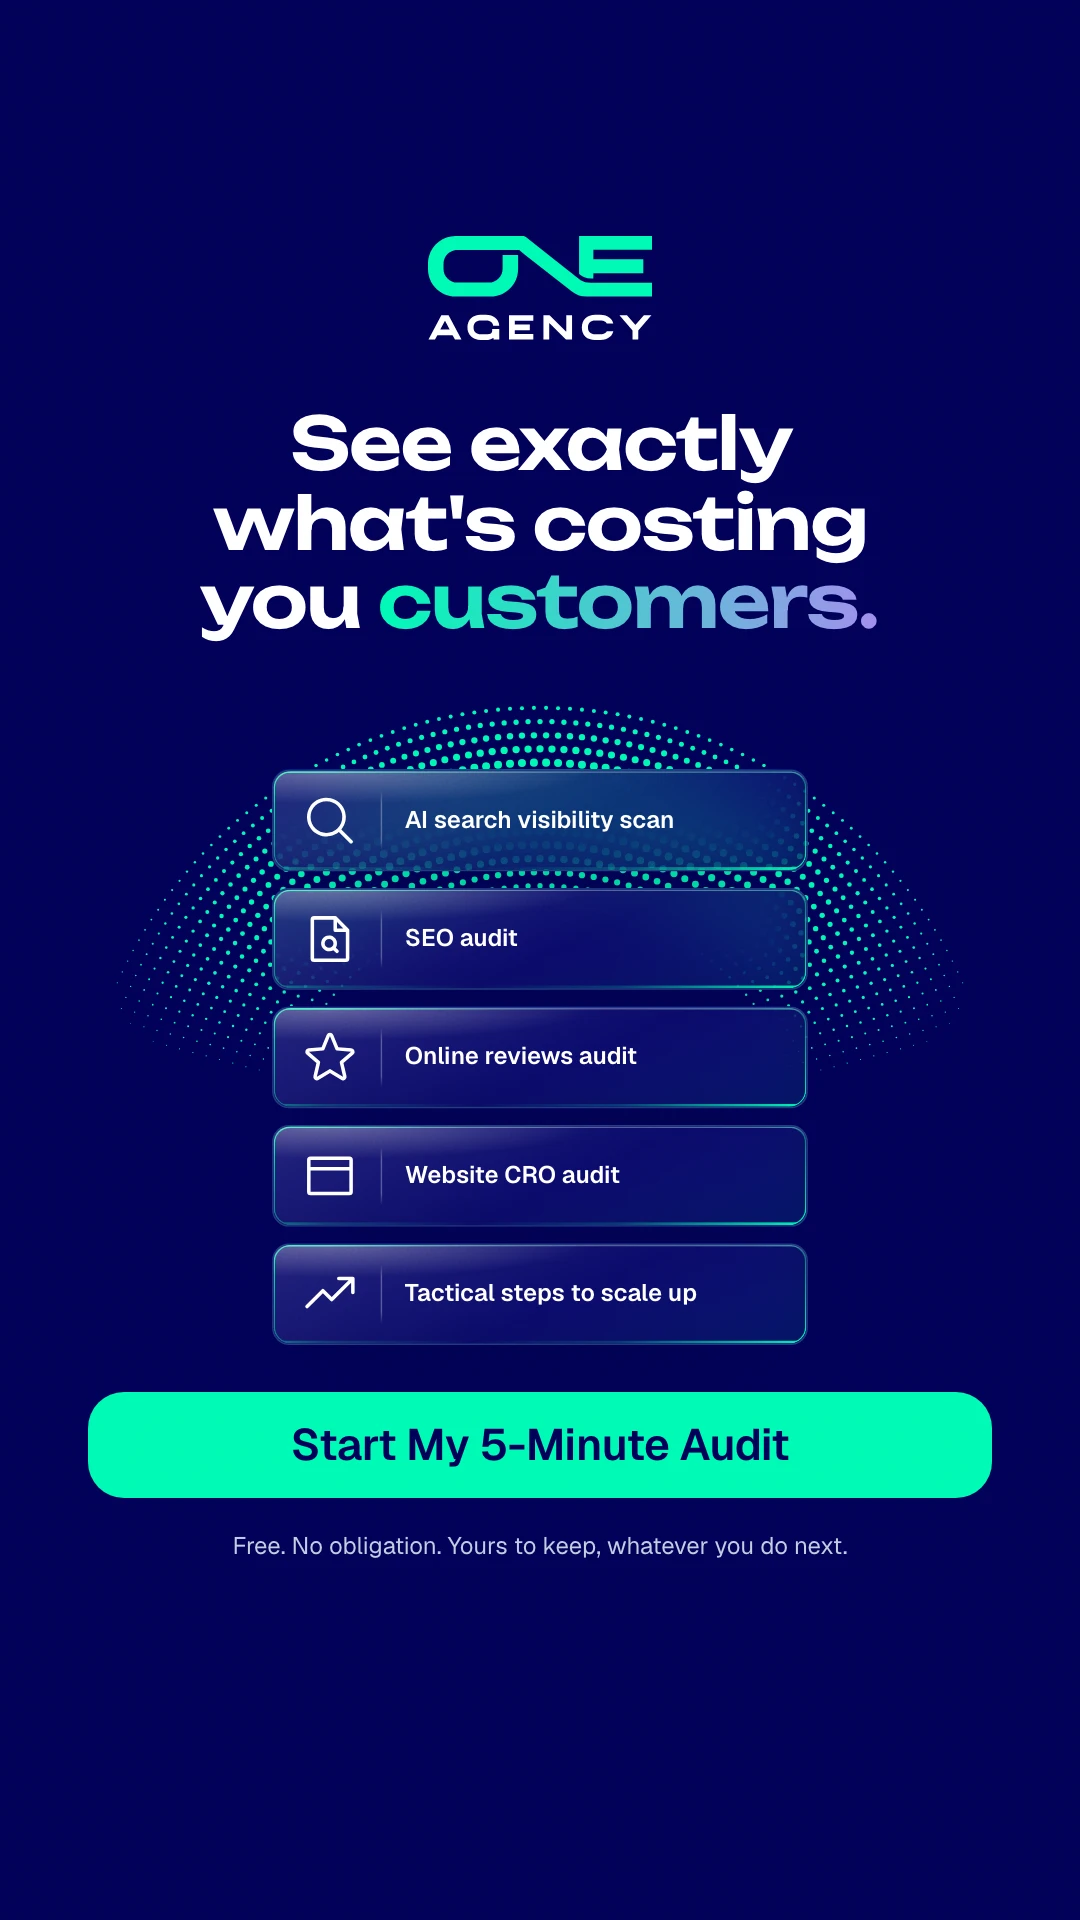 ONE
AGENCY
See exactly
what's costing
you customers.
AI search visibility scan
SEO audit
Online reviews audit
Website CRO audit
Tactical steps to scale up
Start My 5-Minute Audit
Free. No obligation. Yours to keep, whatever you do next.